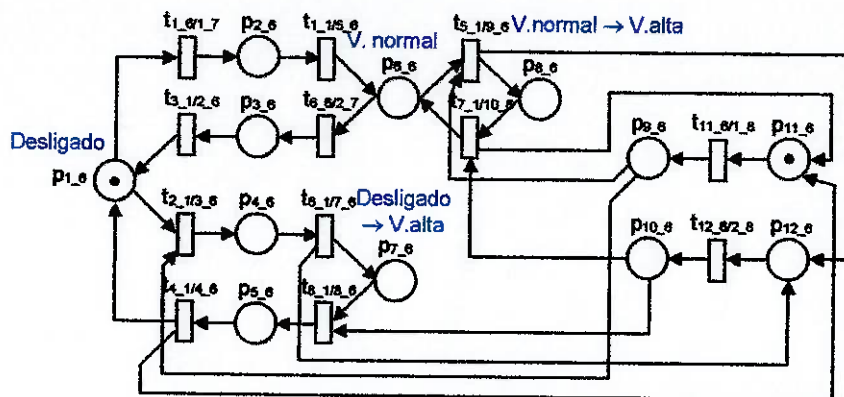 t1_6/1_7 p2_6 t1_1/5_6 V. normal t5_1/9_6 V. normal → V.alta
p6_6 p8_6
t3_1/2_6 p3_6 t6_6/2_7 t7_1/10_6
Desligado p9_6 t11_6/1_8 p11_6
p1_6
t2_1/3_6 p4_6 t6_1/7_6 Desligado
→ V.alta
p7_6 p10_6 t12_6/2_8 p12_6
t4_1/4_6 p5_6 t8_1/8_6